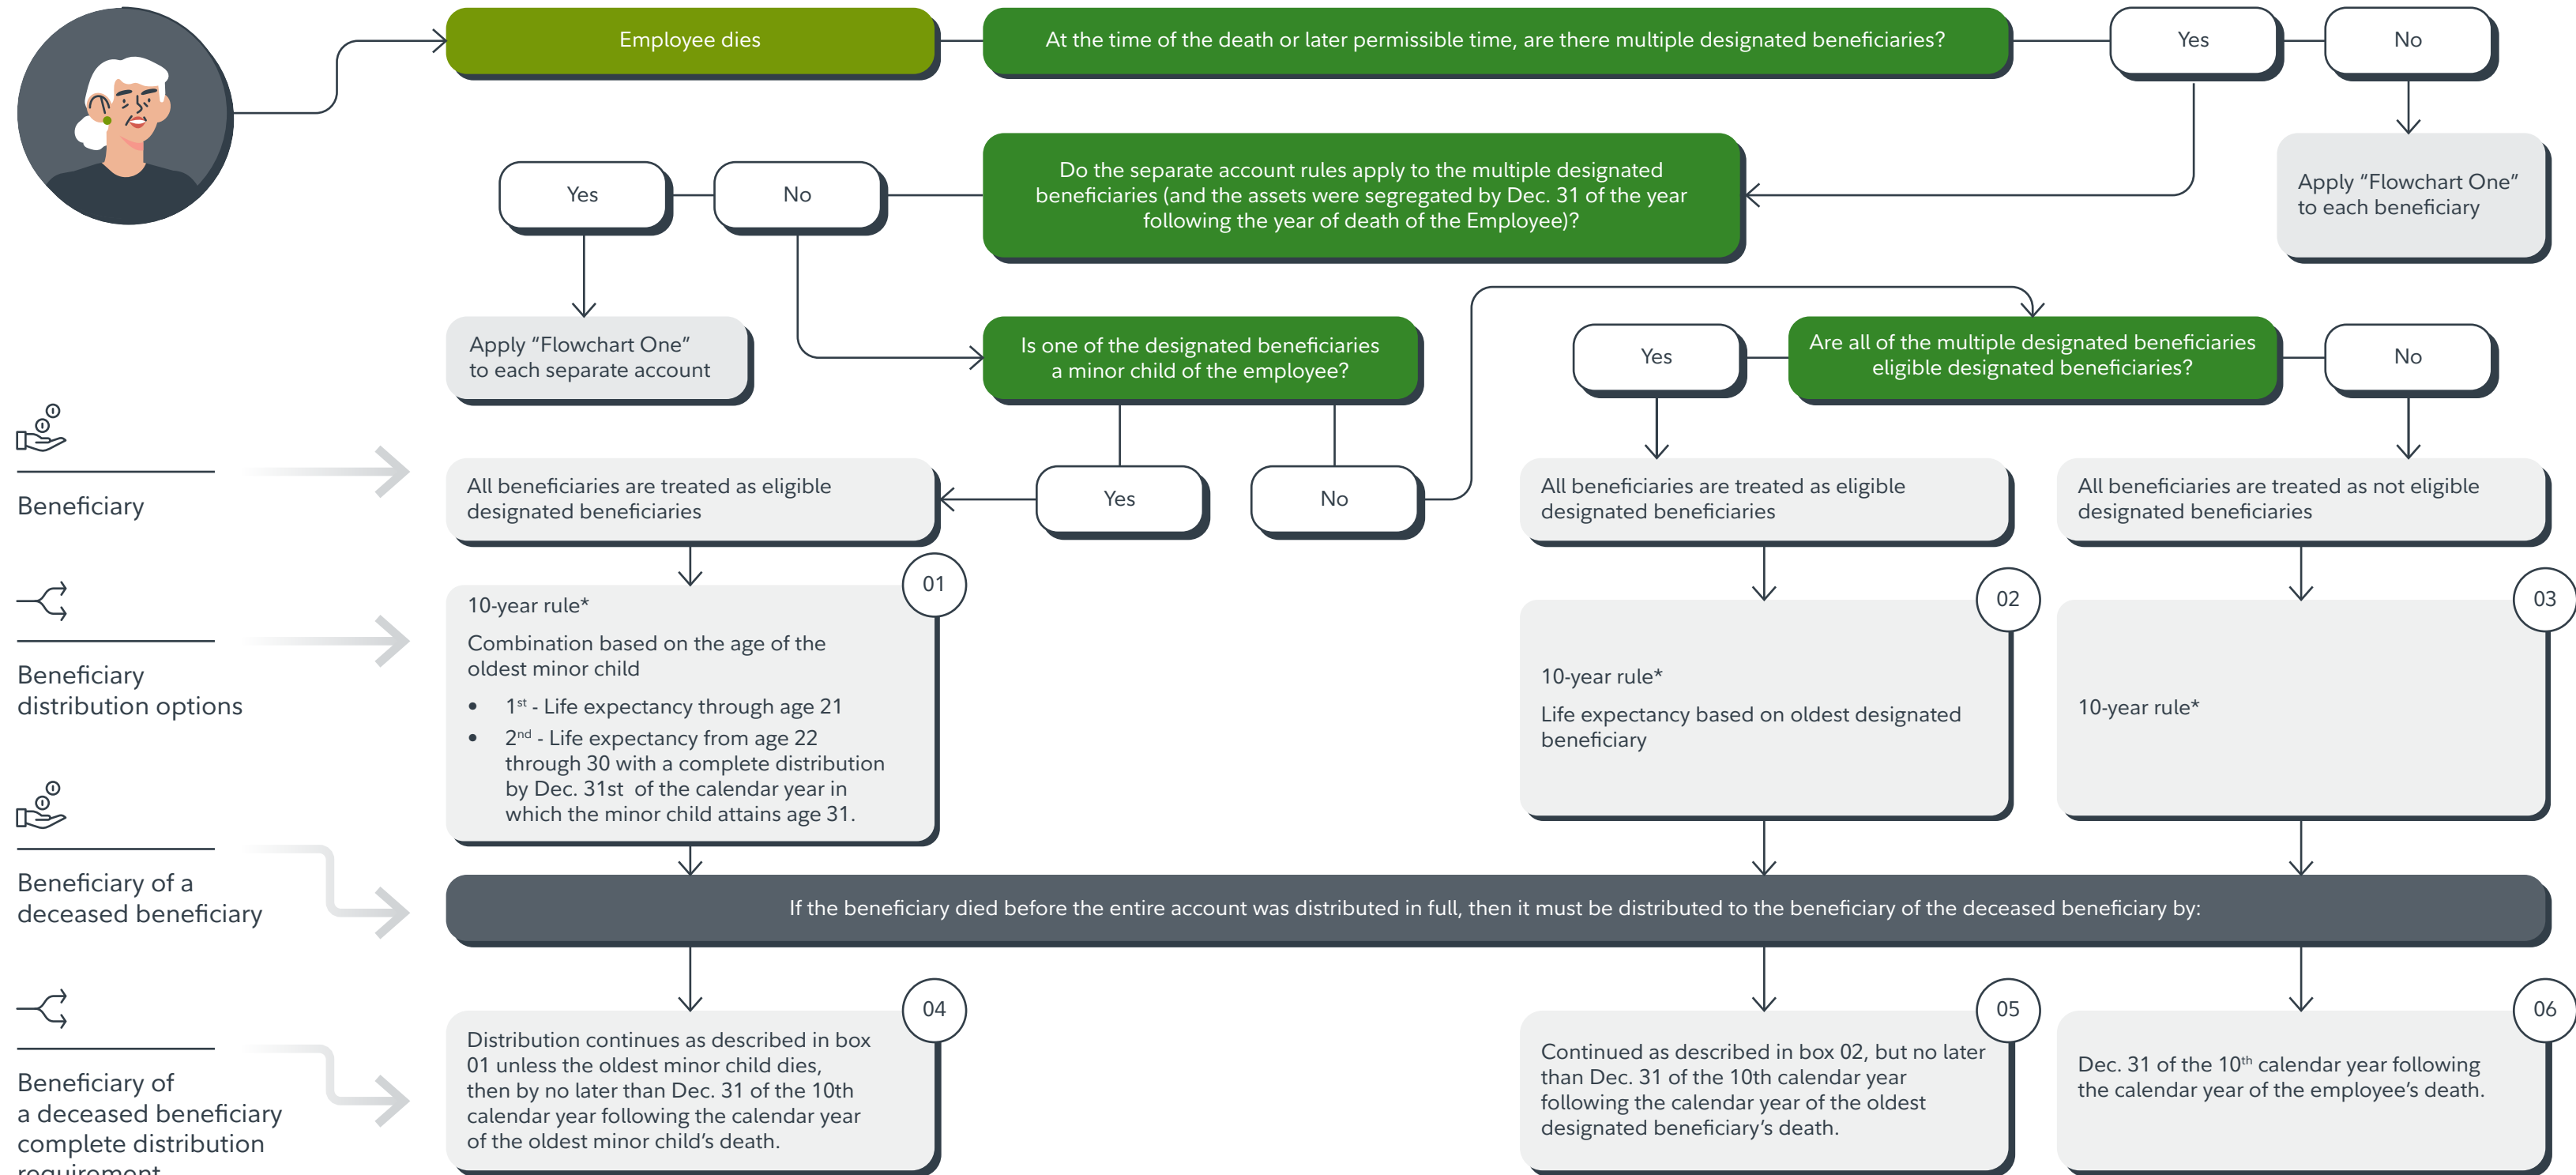 Employee dies
At the time of the death or later permissible time, are there multiple designated beneficiaries?
Yes
No
Do the separate account rules apply to the multiple designated
beneficiaries (and the assets were segregated by Dec. 31 of the year
following the year of death of the Employee)?
Yes
No
Apply “Flowchart One”
to each beneficiary
Apply “Flowchart One”
to each separate account
Is one of the designated beneficiaries
a minor child of the employee?
Yes
Are all of the multiple designated beneficiaries
eligible designated beneficiaries?
No
Beneficiary
All beneficiaries are treated as eligible
designated beneficiaries
Yes
No
All beneficiaries are treated as eligible
designated beneficiaries
All beneficiaries are treated as not eligible
designated beneficiaries
Beneficiary
distribution options
01
10-year rule*
Combination based on the age of the
oldest minor child
• 1st - Life expectancy through age 21
• 2nd - Life expectancy from age 22
through 30 with a complete distribution
by Dec. 31st of the calendar year in
which the minor child attains age 31.
02
10-year rule*
Life expectancy based on oldest designated
beneficiary
03
10-year rule*
Beneficiary of a
deceased beneficiary
If the beneficiary died before the entire account was distributed in full, then it must be distributed to the beneficiary of the deceased beneficiary by:
Beneficiary of
a deceased beneficiary
complete distribution
requirement
04
Distribution continues as described in box
01 unless the oldest minor child dies,
then by no later than Dec. 31 of the 10th
calendar year following the calendar year
of the oldest minor child’s death.
05
Continued as described in box 02, but no later
than Dec. 31 of the 10th calendar year
following the calendar year of the oldest
designated beneficiary’s death.
06
Dec. 31 of the 10th calendar year following
the calendar year of the employee’s death.